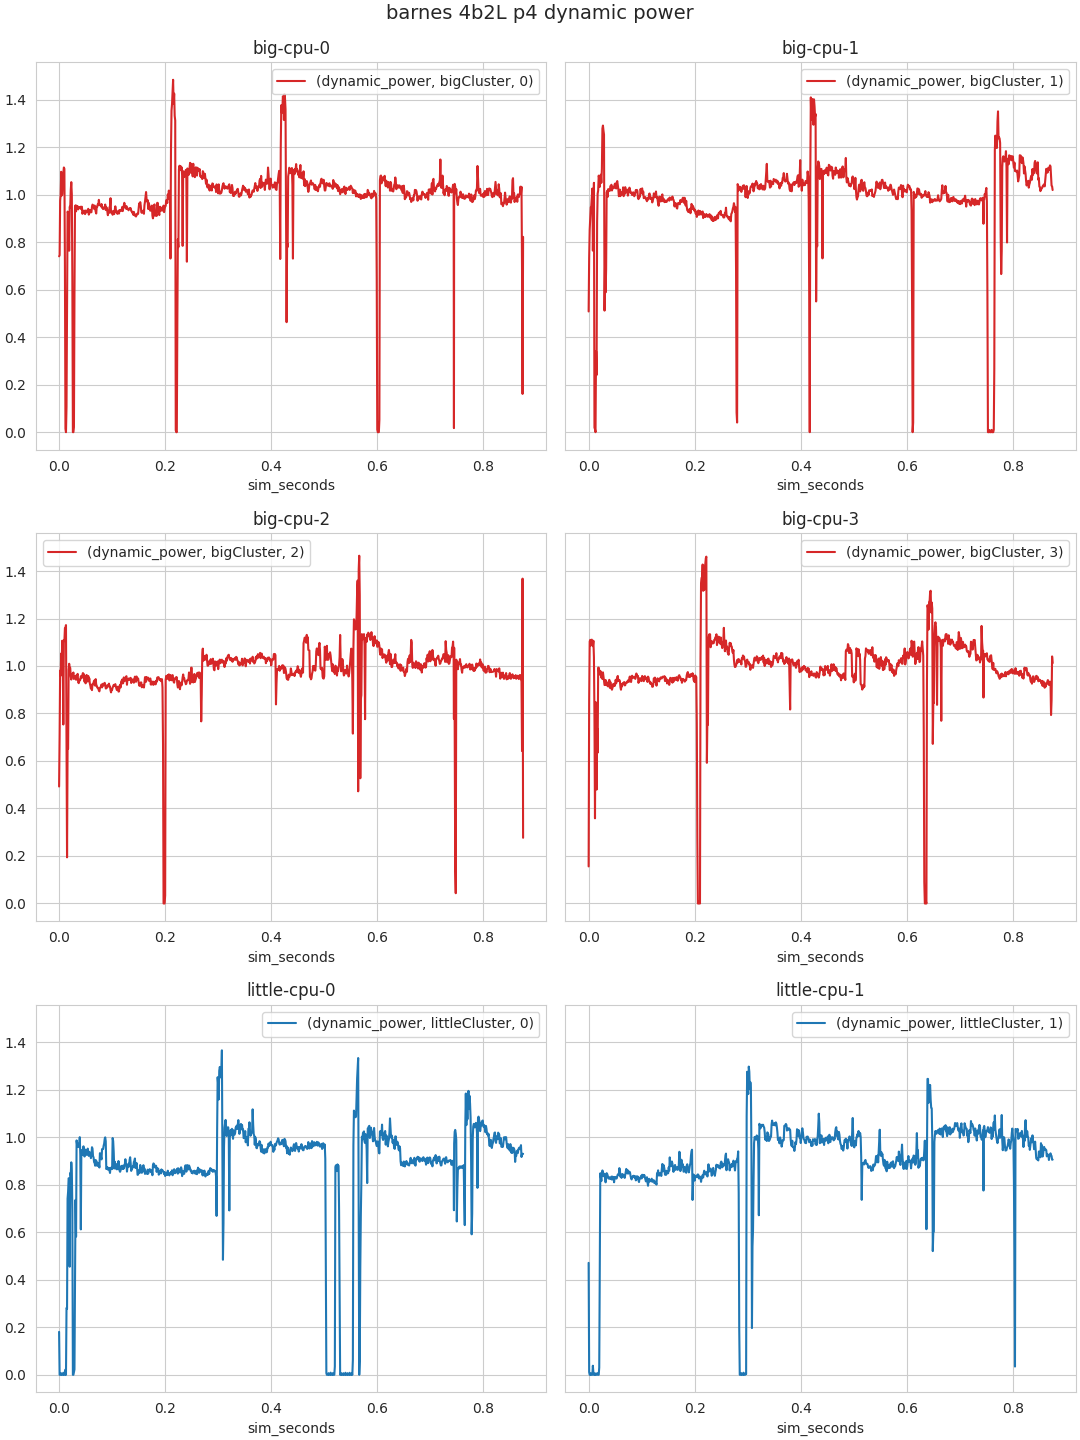 barnes 4b2L p4 dynamic power
big-cpu-0
(dynamic_power, bigCluster, 0)
1.4
1.2
1.0
0.8
0.6
0.4
0.2
0.0
0.0 0.2 0.4 0.6 0.8
sim_seconds
big-cpu-1
(dynamic_power, bigCluster, 1)
0.0 0.2 0.4 0.6 0.8
sim_seconds
big-cpu-2
(dynamic_power, bigCluster, 2)
1.4
1.2
1.0
0.8
0.6
0.4
0.2
0.0
0.0 0.2 0.4 0.6 0.8
sim_seconds
big-cpu-3
(dynamic_power, bigCluster, 3)
0.0 0.2 0.4 0.6 0.8
sim_seconds
little-cpu-0
(dynamic_power, littleCluster, 0)
1.4
1.2
1.0
0.8
0.6
0.4
0.2
0.0
0.0 0.2 0.4 0.6 0.8
sim_seconds
little-cpu-1
(dynamic_power, littleCluster, 1)
0.0 0.2 0.4 0.6 0.8
sim_seconds